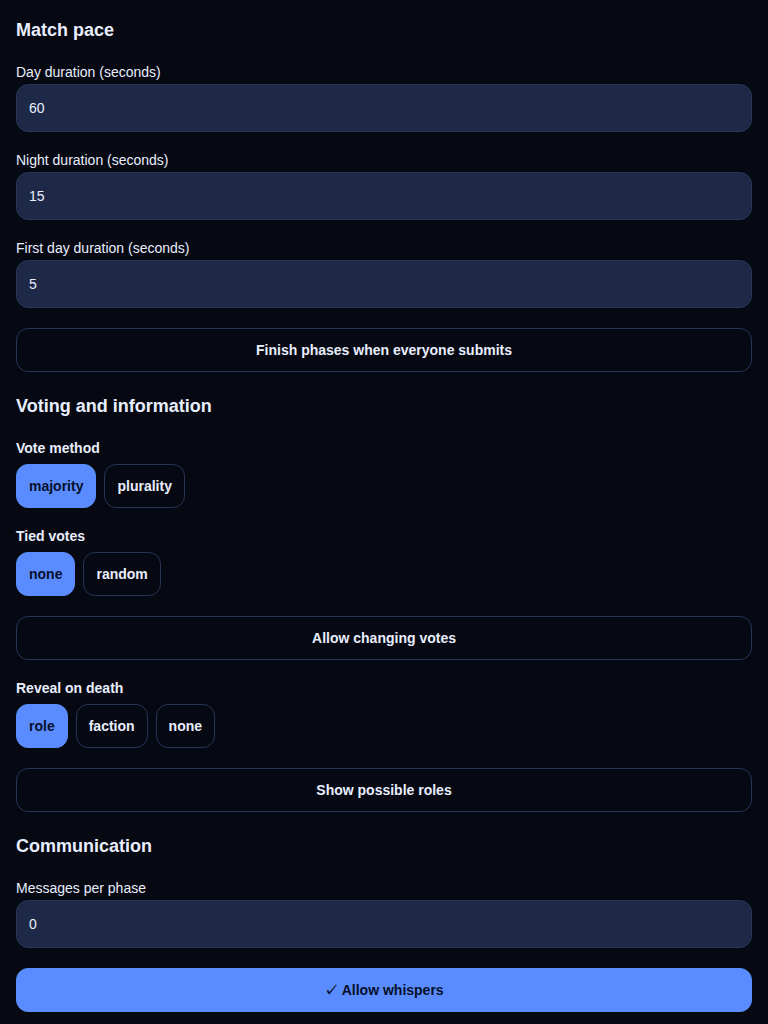 Match pace
Day duration (seconds)
60
Night duration (seconds)
15
First day duration (seconds)
5
Finish phases when everyone submits
Voting and information
Vote method
majority plurality
Tied votes
none random
Allow changing votes
Reveal on death
role faction none
Show possible roles
Communication
Messages per phase
0
✓ Allow whispers